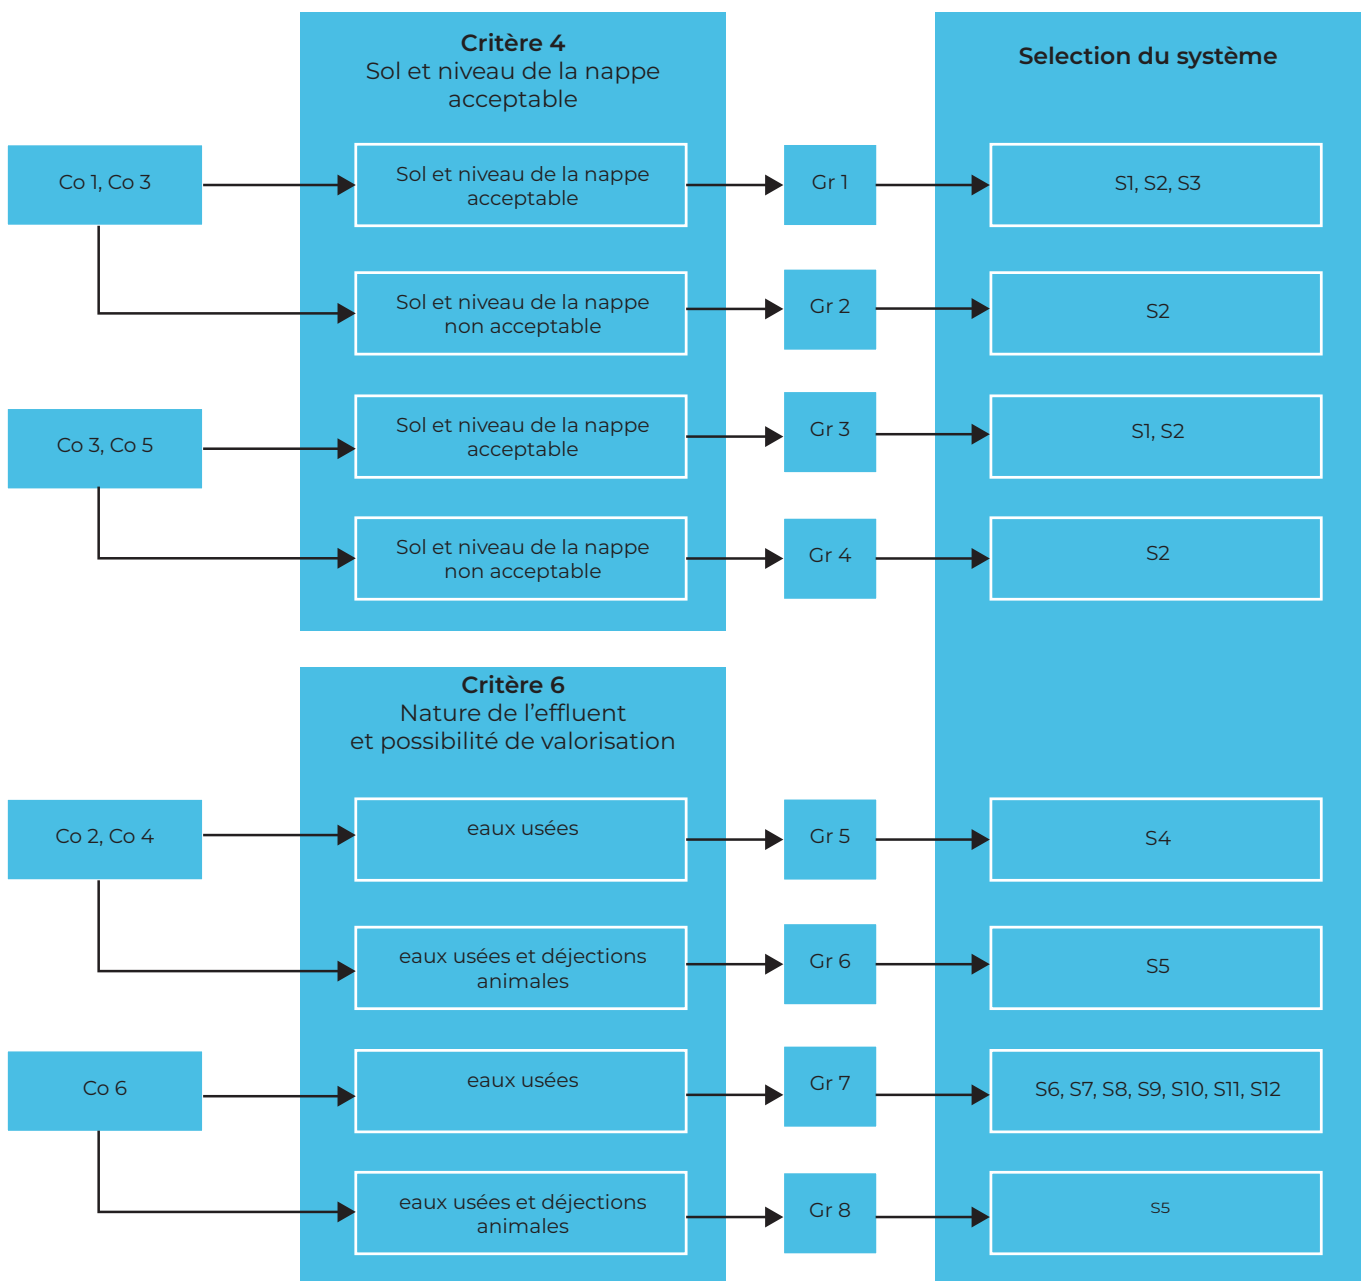 Critère 4
Sol et niveau de la nappe
acceptable
Selection du système
Co 1, Co 3
Sol et niveau de la nappe
acceptable
Gr 1
S1, S2, S3
Sol et niveau de la nappe
non acceptable
Gr 2
S2
Co 3, Co 5
Sol et niveau de la nappe
acceptable
Gr 3
S1, S2
Sol et niveau de la nappe
non acceptable
Gr 4
S2
Critère 6
Nature de l’effluent
et possibilité de valorisation
Co 2, Co 4
eaux usées
Gr 5
S4
eaux usées et déjections
animales
Gr 6
S5
Co 6
eaux usées
Gr 7
S6, S7, S8, S9, S10, S11, S12
eaux usées et déjections
animales
Gr 8
S5